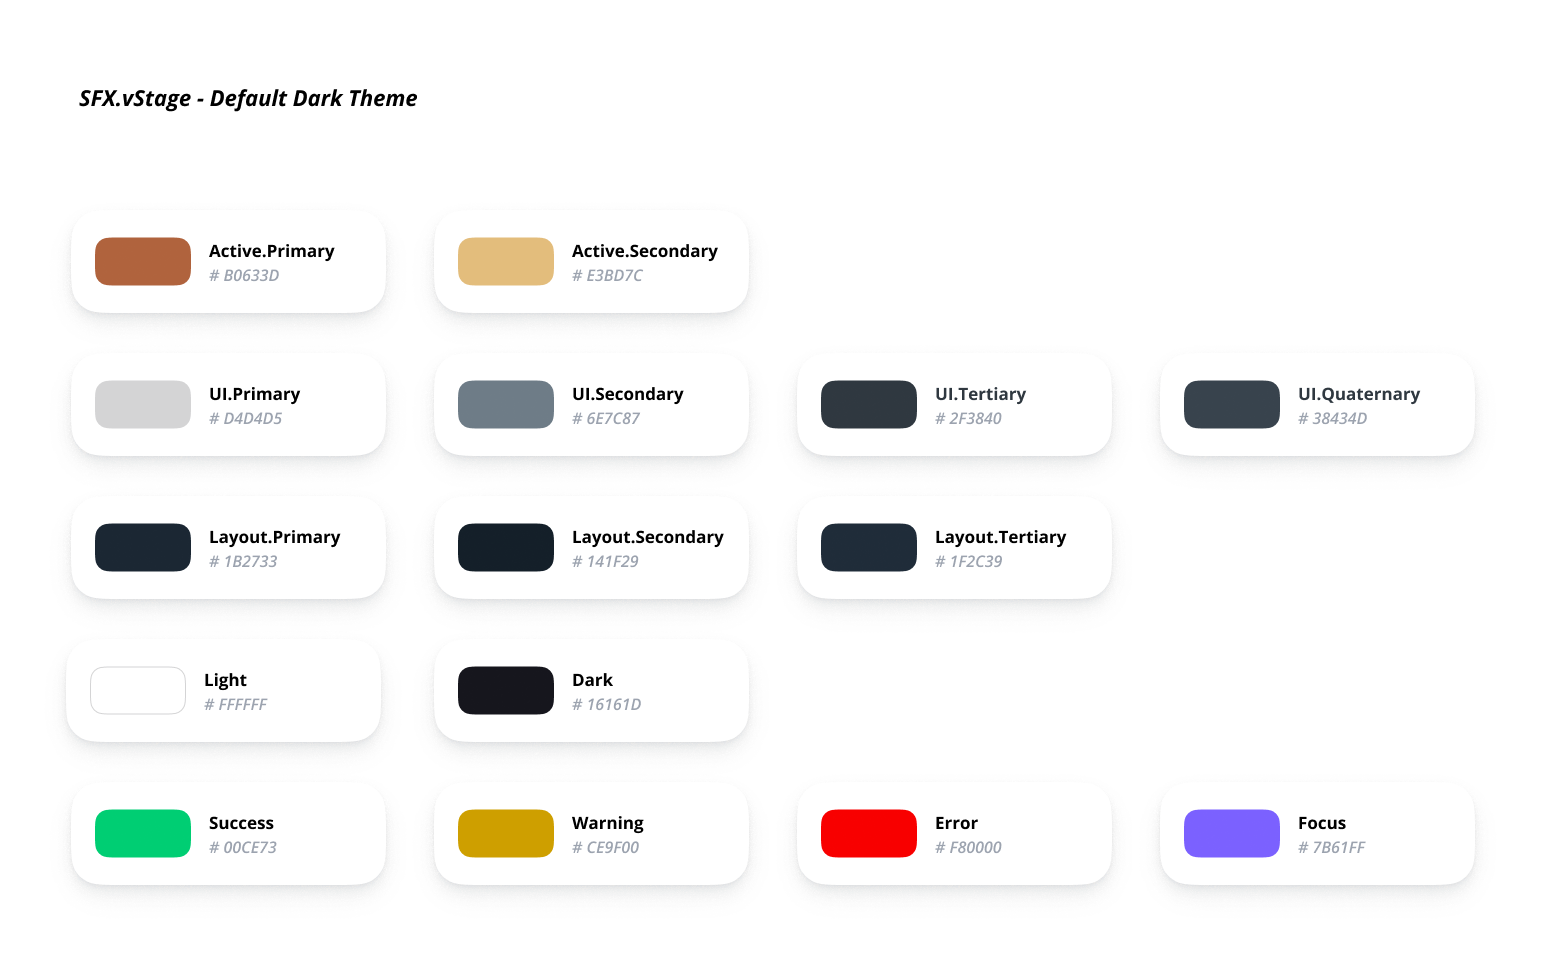 SFX.vStage - Default Dark Theme
Active.Primary
# B0633D
Active.Secondary
# E3BD7C
UI.Primary
# D4D4D5
UI.Secondary
# 6E7C87
UI.Tertiary
# 2F3840
UI.Quaternary
# 38434D
Layout.Primary
# 1B2733
Layout.Secondary
# 141F29
Layout.Tertiary
# 1F2C39
Light
# FFFFFF
Dark
# 16161D
Success
# 00CE73
Warning
# CE9F00
Error
# F80000
Focus
# 7B61FF